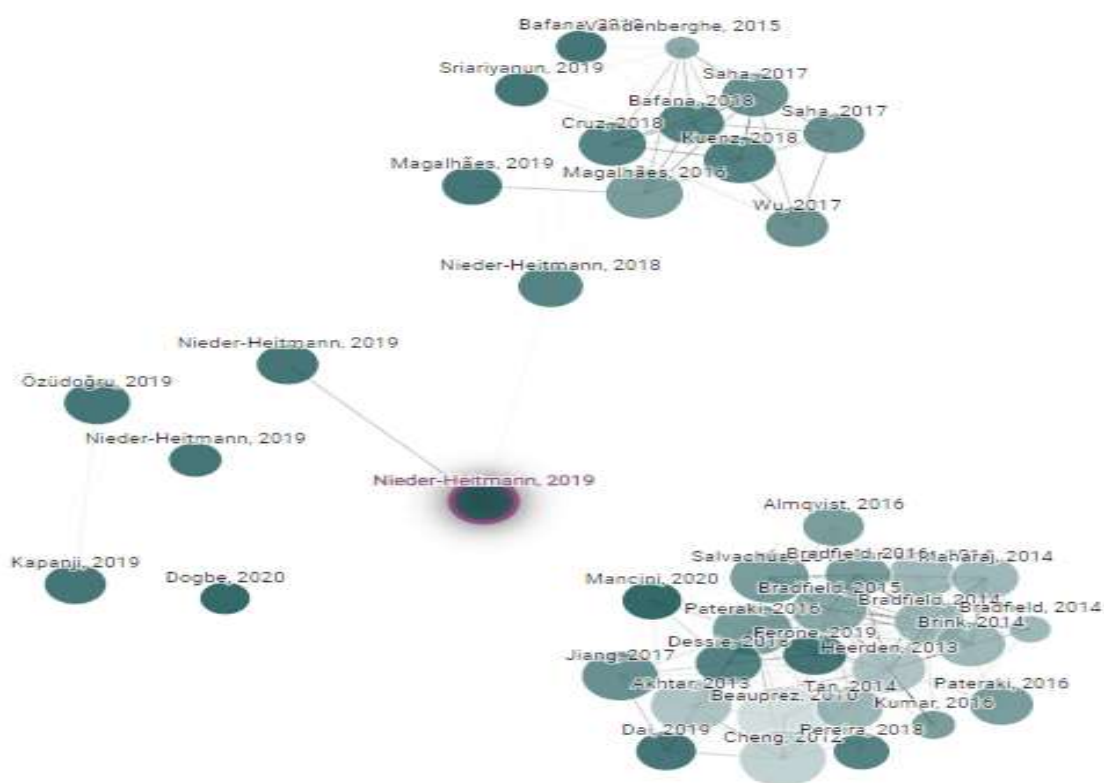 Vandenberghe, 2015
Sriariyanun, 2019
Saha, 2017
Bafana, 2018
Saha, 2017
Cruz, 2018
Kuenz, 2018
Magalhães, 2019
Magalhães, 2016
Wu, 2017
Nieder-Heitmann, 2018
Nieder-Heitmann, 2019
Özüdoğru, 2019
Nieder-Heitmann, 2019
Nieder-Heitmann, 2019
Almqvist, 2016
Bradfield, 2016
Maharaj, 2014
Kapanji, 2019
Dogbe, 2020
Mancini, 2020
Bradfield, 2015
Bradfield, 2014
Bradfield, 2014
Pateraki, 2016
Brink, 2014
Ferone, 2019
Heerden, 2013
Jiang, 2017
Akhtar, 2013
Tan, 2014
Pateraki, 2016
Kumar, 2016
Dai, 2019
Cheng, 2012
Pereira, 2018